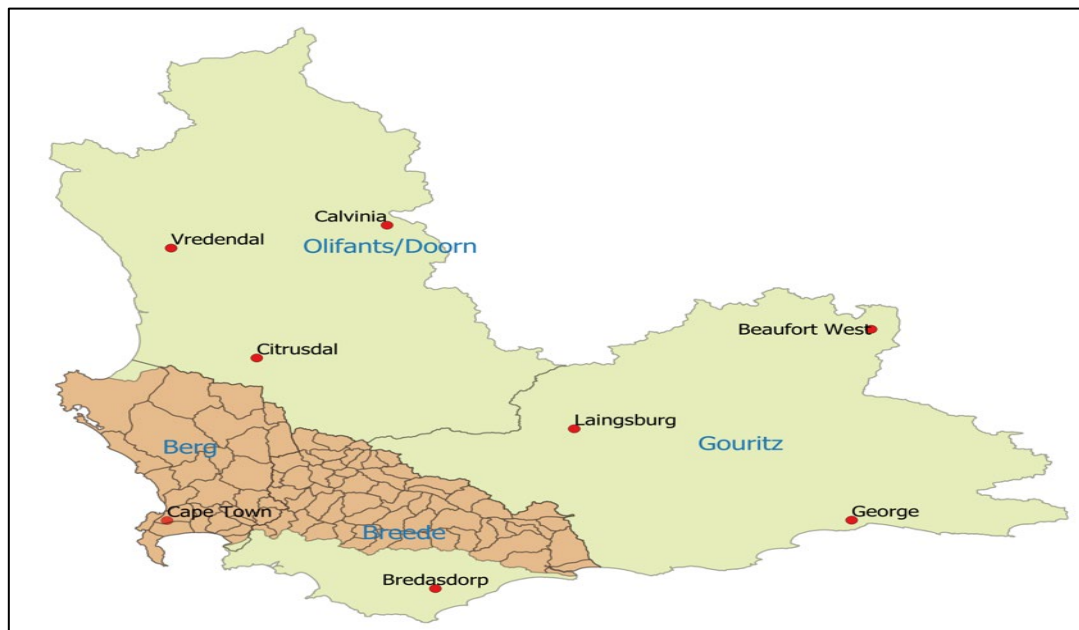 Calvinia
Vredendal
Olifants/Doorn
Beaufort West
Citrusdal
Laingsburg
Gouritz
Berg
Cape Town
George
Breede
Bredasdorp